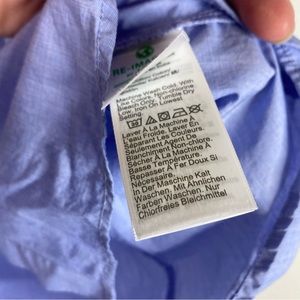 RE-IMA
Machine Wash Cold, With
Like Colors, Non-chlorine
Bleach Only, Tumble Dry
Low, Iron On Lowest
Setting
Laver À La Machine À
L'eau Froide. Laver En
Séparant Les Couleurs.
Seulement Agent De
Blanchiment Non-Chloré.
Sécher À La Machine À
Basse Température.
Repasser À Fer Doux Si
Nécessaire.
In Der Maschine Kalt
Waschen, Mit Ähnlichen
Farben Waschen, Nur
Chlorfreies Bleichmittel